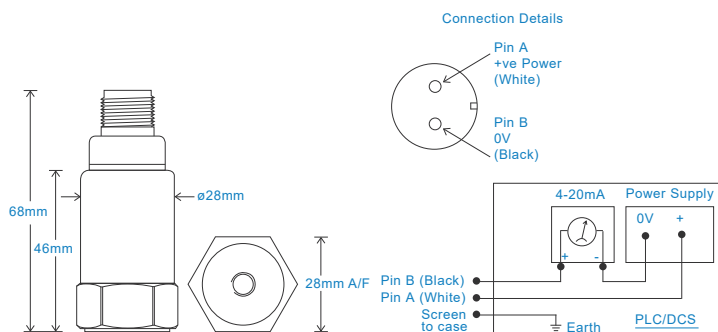 Connection Details
Pin A
+ve Power
(White)
Pin B
0V
(Black)
68mm
46mm
ø28mm
28mm A/F
4-20mA
Power Supply
0V +
+ -
Pin B (Black)
Pin A (White)
Screen
to case
Earth
PLC/DCS